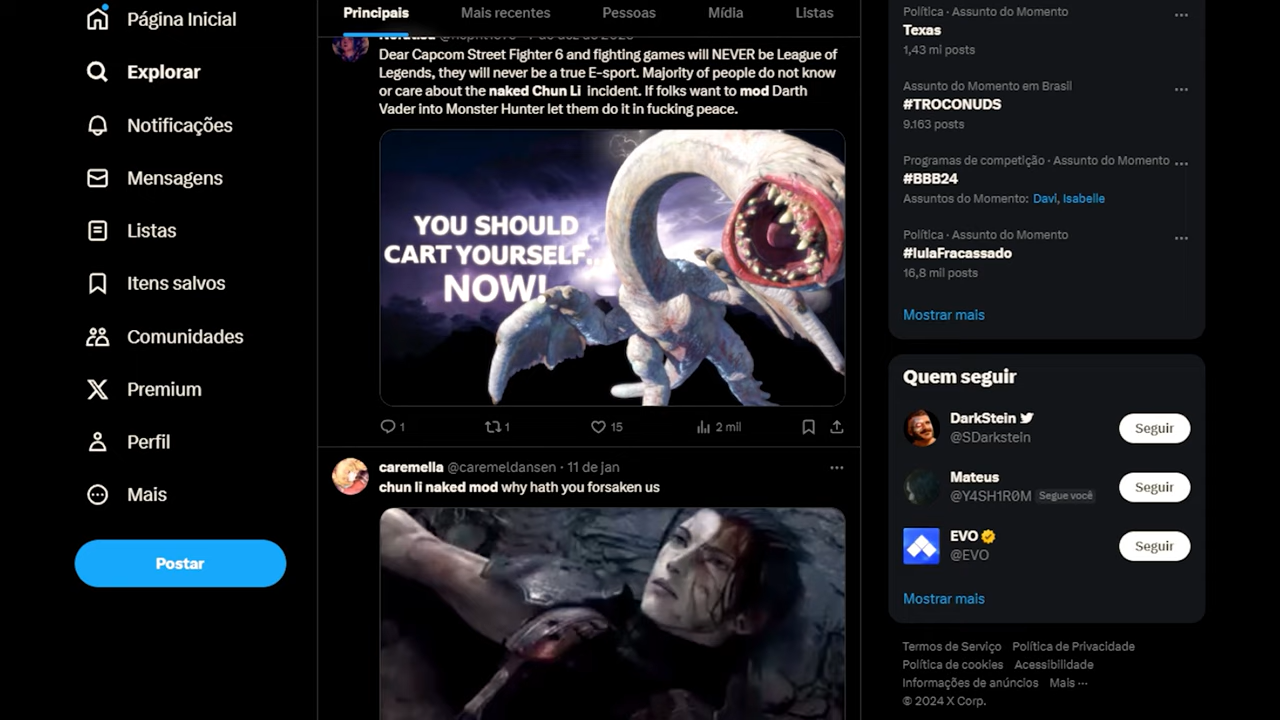 Página Inicial
Explorar
Notificações
Mensagens
Listas
Itens salvos
Comunidades
Premium
Perfil
Mais
Postar
Principais
Mais recentes
Pessoas
Mídia
Listas
Dear Capcom Street Fighter 6 and fighting games will NEVER be League of
Legends, they will never be a true E-sport. Majority of people do not know
or care about the naked Chun Li incident. If folks want to mod Darth
Vader into Monster Hunter let them do it in fucking peace.
YOU SHOULD
CART YOURSELF...
NOW!
1
1
15
2 mil
caremella @caremeldansen · 11 de jan
chun li naked mod why hath you forsaken us
Política · Assunto do Momento
Texas
1,43 mi posts
Assunto do Momento em Brasil
#TROCONUDS
9.163 posts
Programas de competição · Assunto do Momento
#BBB24
Assuntos do Momento: Davi, Isabelle
Política · Assunto do Momento
#lulaFracassado
16,8 mil posts
Mostrar mais
Quem seguir
DarkStein
@SDarkstein
Seguir
Mateus
@Y4SH1R0M Segue você
Seguir
EVO
@EVO
Seguir
Mostrar mais
Termos de Serviço Política de Privacidade
Política de cookies Acessibilidade
Informações de anúncios Mais ···
© 2024 X Corp.